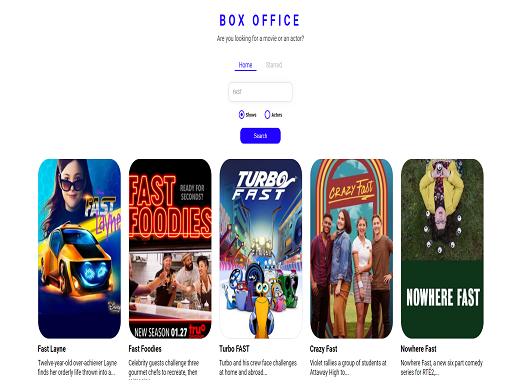 BOX OFFICE
Are you looking for a movie or an actor?
Home Starred
FAST
Shows Actors
Search
FAST
Layne
Disney
FAST
FOODIES
READY FOR
SECONDS?
NEW SEASON 01.27 tru
TURBO
FAST
CRAZY Fast
NOWHERE FAST
Fast Layne
Twelve-year-old over-achiever Layne
finds her orderly life thrown into a...
Fast Foodies
Celebrity guests challenge three
gourmet chefs to recreate, then
Turbo FAST
Turbo and his crew face challenges
at home and abroad...
Crazy Fast
Violet rallies a group of students at
Attaway High to...
Nowhere Fast
Nowhere Fast, a new six part comedy
series for RTÉ2,...